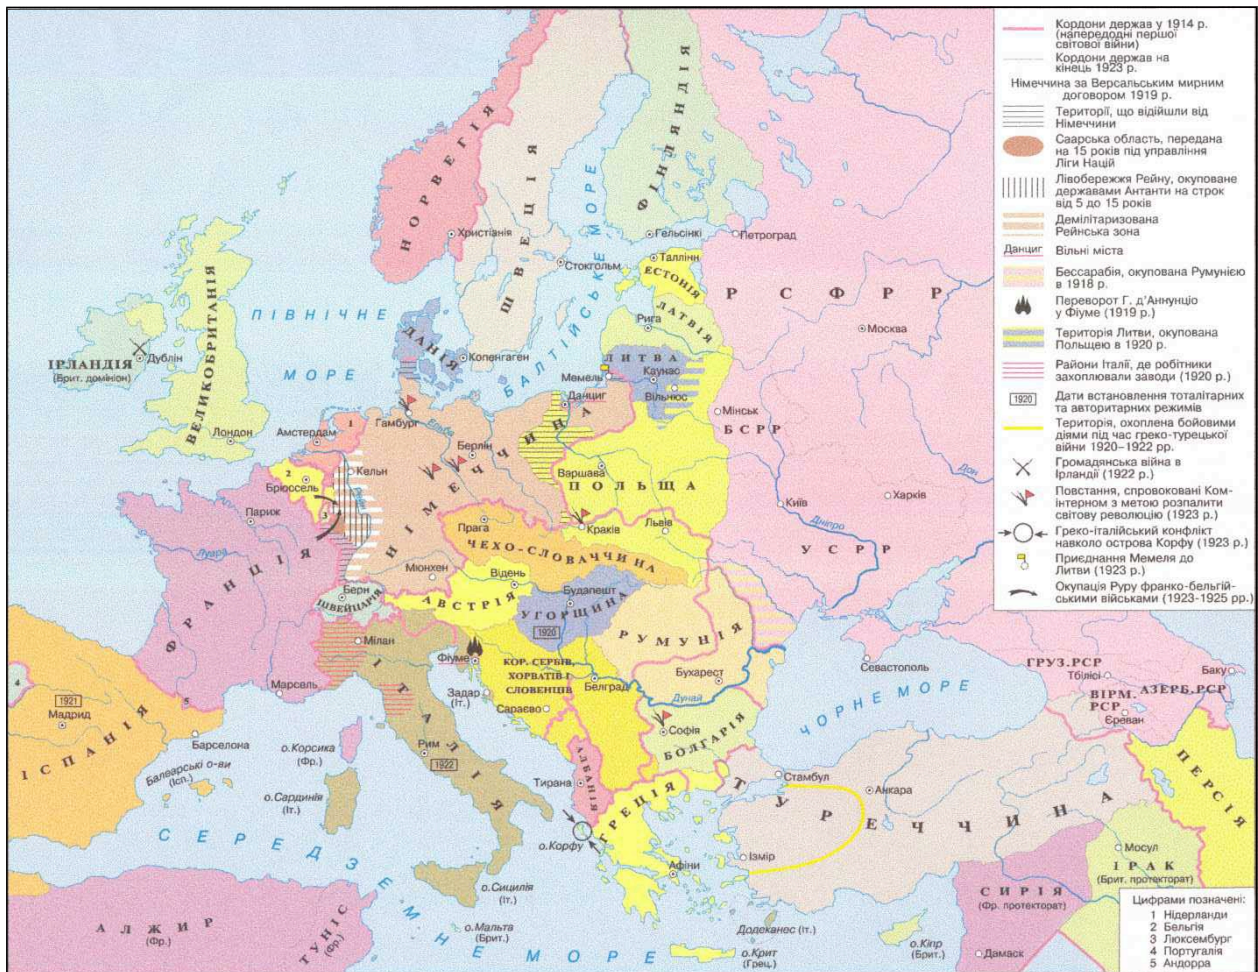 Кордони держав у 1914 р.
(напередодні першої
світової війни)
Кордони держав на
кінець 1923 р.
Німеччина за Версальським мирним
договором 1919 р.
Території, що відійшли від
Німеччини
Саарська область, передана
на 15 років під управління
Ліги Націй
Лівобережжя Рейну, окуповане
державами Антанти на строк
від 5 до 15 років
Демілітаризована
Рейнська зона
Данциг Вільні міста
Бессарабія, окупована Румунією
в 1918 р.
Переворот Г. д'Аннунціо
у Фіуме (1919 р.)
Територія Литви, окупована
Польщею в 1920 р.
Райони Італії, де робітники
захоплювали заводи (1920 р.)
1920 Дати встановлення тоталітарних
та авторитарних режимів
Територія, охоплена бойовими
діями під час греко-турецької
війни 1920–1922 рр.
Громадянська війна в
Ірландії (1922 р.)
Повстання, спровоковані Ком-
інтерном з метою розпалити
світову революцію (1923 р.)
Греко-італійський конфлікт
навколо острова Корфу (1923 р.)
Приєднання Мемеля до
Литви (1923 р.)
Окупація Руру франко-бельгій-
ськими військами (1923-1925 рр.)
НОРВЕГІЯ
ШВЕЦІЯ
ФІНЛЯНДІЯ
Христіанія
Стокгольм
Гельсінкі
Петроград
Таллінн
ЕСТОНІЯ
ЛАТВІЯ
Рига
РСФРР
Москва
ПІВНІЧНЕ
МОРЕ
БАЛТІЙСЬКЕ МОРЕ
ВЕЛИКОБРИТАНІЯ
ІРЛАНДІЯ
(Брит. домініон)
Дублін
Лондон
ДАНІЯ
Копенгаген
ЛИТВА
Мемель
Каунас
Вільнюс
Данциг
Мінськ
БСРР
Гамбург
Ельба
Берлін
НІМЕЧЧИНА
1
Амстердам
2
Брюссель
3
Кельн
Рейн
Варшава
ПОЛЬЩА
Дон
Київ
Харків
Дніпро
УСРР
Париж
Луара
ФРАНЦІЯ
Прага
Краків
Львів
ЧЕХО-СЛОВАЧЧИНА
Мюнхен
Відень
Берн
ШВЕЙЦАРІЯ
АВСТРІЯ
Будапешт
УГОРЩИНА
1920
РУМУНІЯ
Мілан
Фіуме
КОР. СЕРБІВ,
ХОРВАТІВ І
СЛОВЕНЦІВ
Белград
Бухарест
Дунай
Севастополь
ЧОРНЕ МОРЕ
ГРУЗ.РСР
Тбілісі
Баку
ВІРМ.
РСР
АЗЕРБ.РСР
Єреван
4
1921
Мадрид
ІСПАНІЯ
5
Марсель
Барселона
Балеарські о-ви
(Ісп.)
о.Корсика
(Фр.)
о.Сардинія
(Іт.)
ІТАЛІЯ
Рим
1922
Задар
(Іт.)
Сараєво
Софія
БОЛГАРІЯ
АЛБАНІЯ
Тирана
ГРЕЦІЯ
о.Корфу
Афіни
Стамбул
Анкара
ТУРЕЧЧИНА
Ізмір
ПЕРСІЯ
Мосул
ІРАК
(Брит. протекторат)
СИРІЯ
(Фр. протекторат)
Дамаск
СЕРЕДЗЕМНЕ МОРЕ
о.Сицилія
(Іт.)
о.Мальта
(Брит.)
Додеканес (Іт.)
о.Крит
(Грец.)
о.Кіпр
(Брит.)
АЛЖИР
(Фр.)
ТУНІС
(Фр.)
Цифрами позначені:
1 Нідерланди
2 Бельгія
3 Люксембург
4 Португалія
5 Андорра